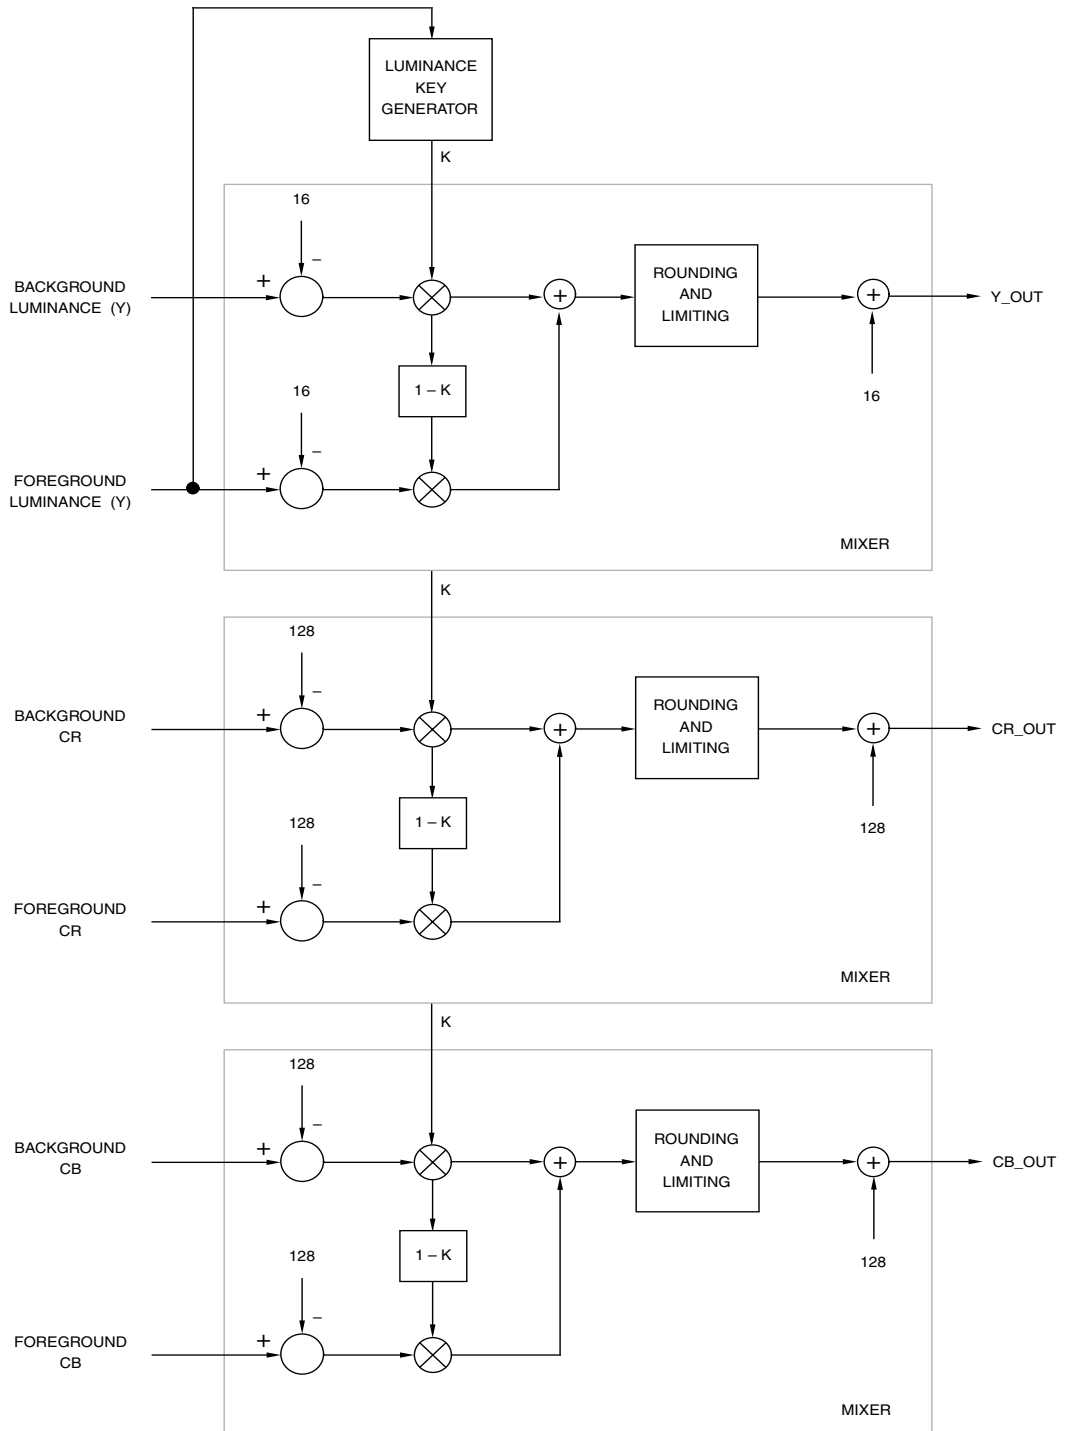 LUMINANCE
KEY
GENERATOR
K
16
–
+
BACKGROUND
LUMINANCE (Y)
ROUNDING
AND
LIMITING
+
+
Y_OUT
16
1 – K
16
–
+
FOREGROUND
LUMINANCE (Y)
MIXER
K
128
–
+
BACKGROUND
CR
ROUNDING
AND
LIMITING
+
+
CR_OUT
128
1 – K
128
–
+
FOREGROUND
CR
MIXER
K
128
–
+
BACKGROUND
CB
ROUNDING
AND
LIMITING
+
+
CB_OUT
128
1 – K
128
–
+
FOREGROUND
CB
MIXER